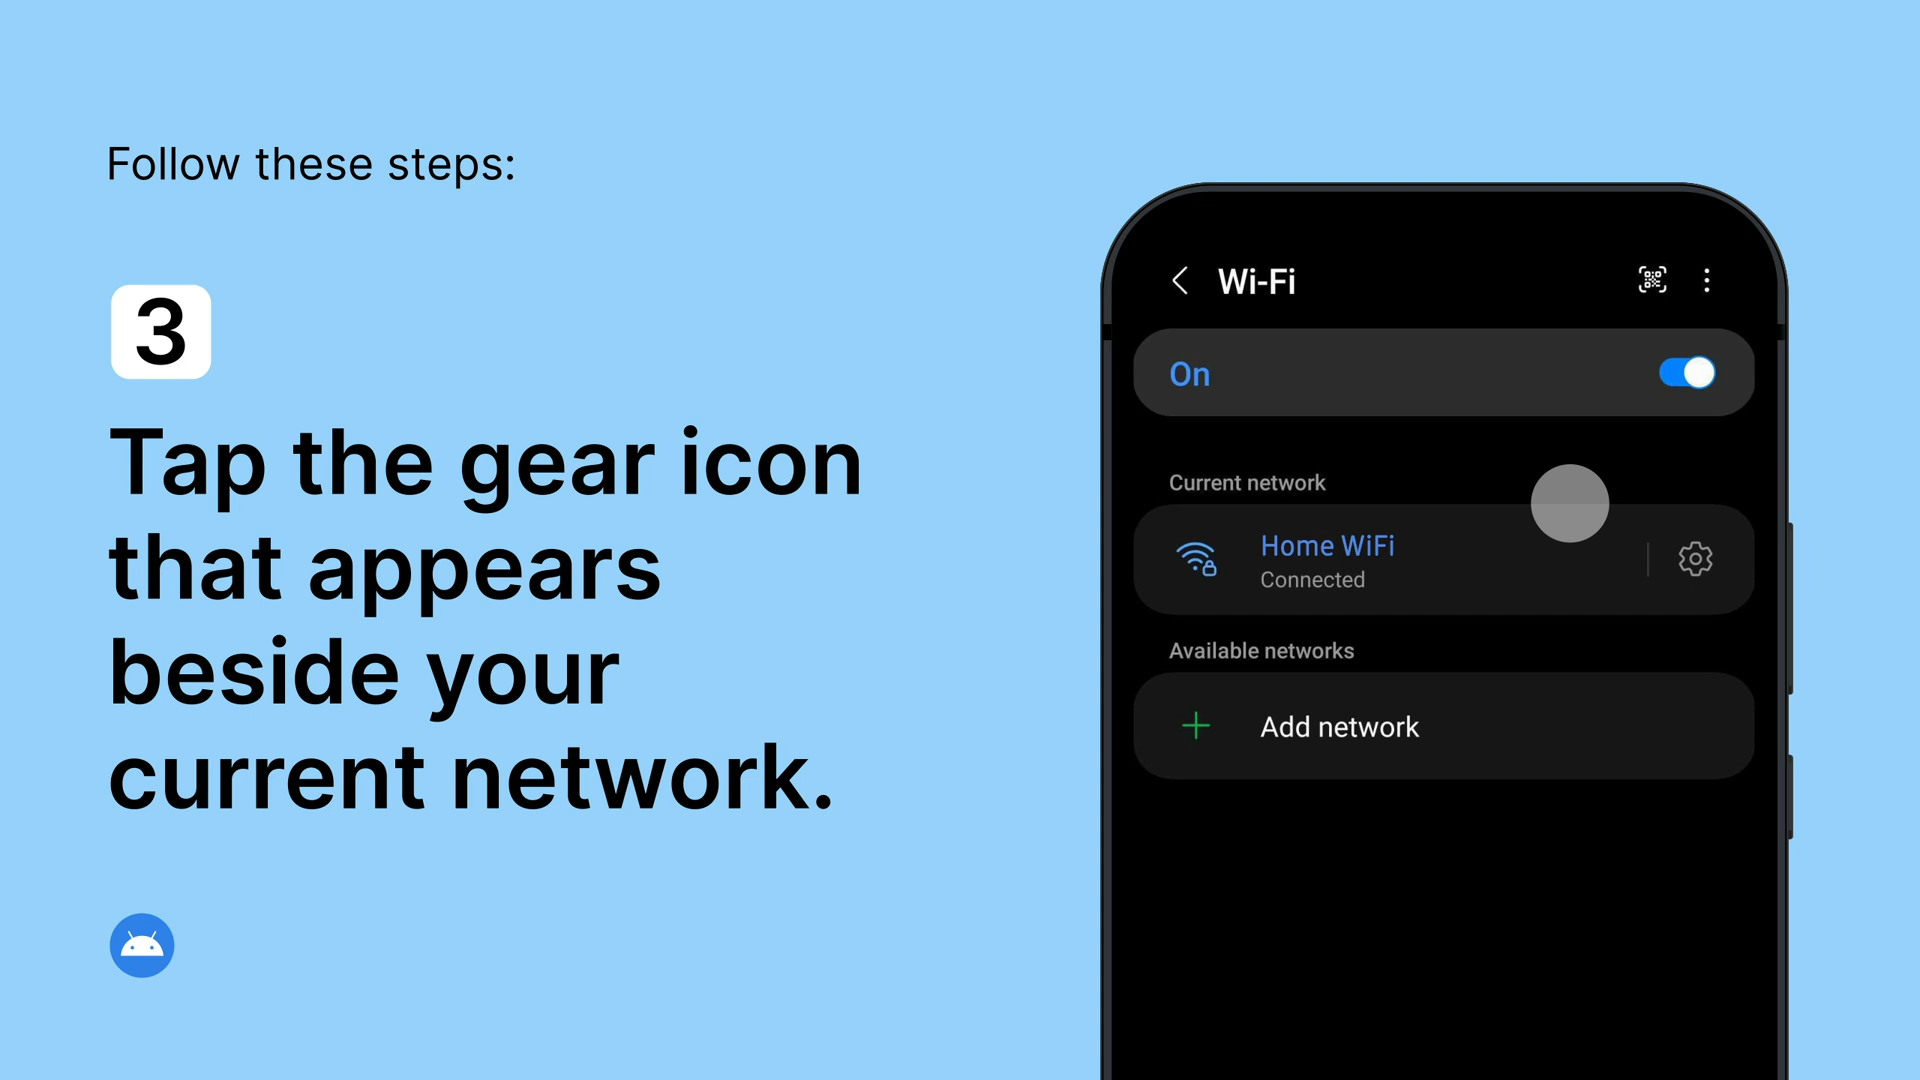 Follow these steps:
3
Tap the gear icon
that appears
beside your
current network.
Wi-Fi
On
Current network
Home WiFi
Connected
Available networks
Add network